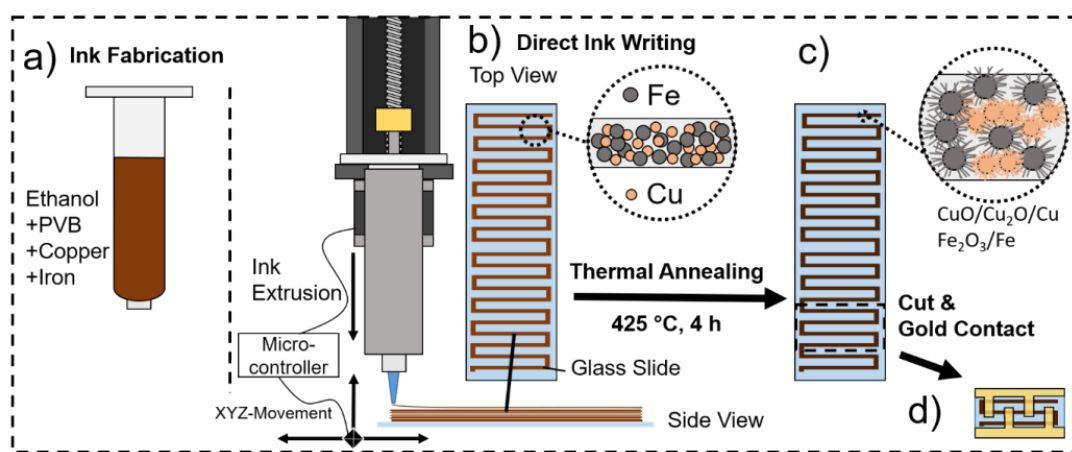 a)
Ink Fabrication
Ethanol
+PVB
+Copper
+Iron
Ink
Extrusion
Micro-
controller
XYZ-Movement
b) Direct Ink Writing
Top View
Fe
Cu
Thermal Annealing
425 °C, 4 h
Glass Slide
Side View
c)
CuO/Cu₂O/Cu
Fe₂O₃/Fe
Cut &
Gold Contact
d)